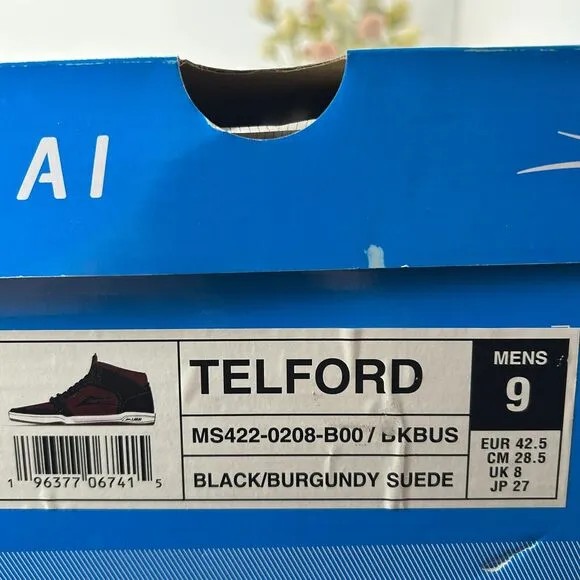 AI
TELFORD
MS422-0208-B00 / BKBUS
BLACK/BURGUNDY SUEDE
MENS
9
EUR 42.5
CM 28.5
UK 8
JP 27
1 96377 06741 5